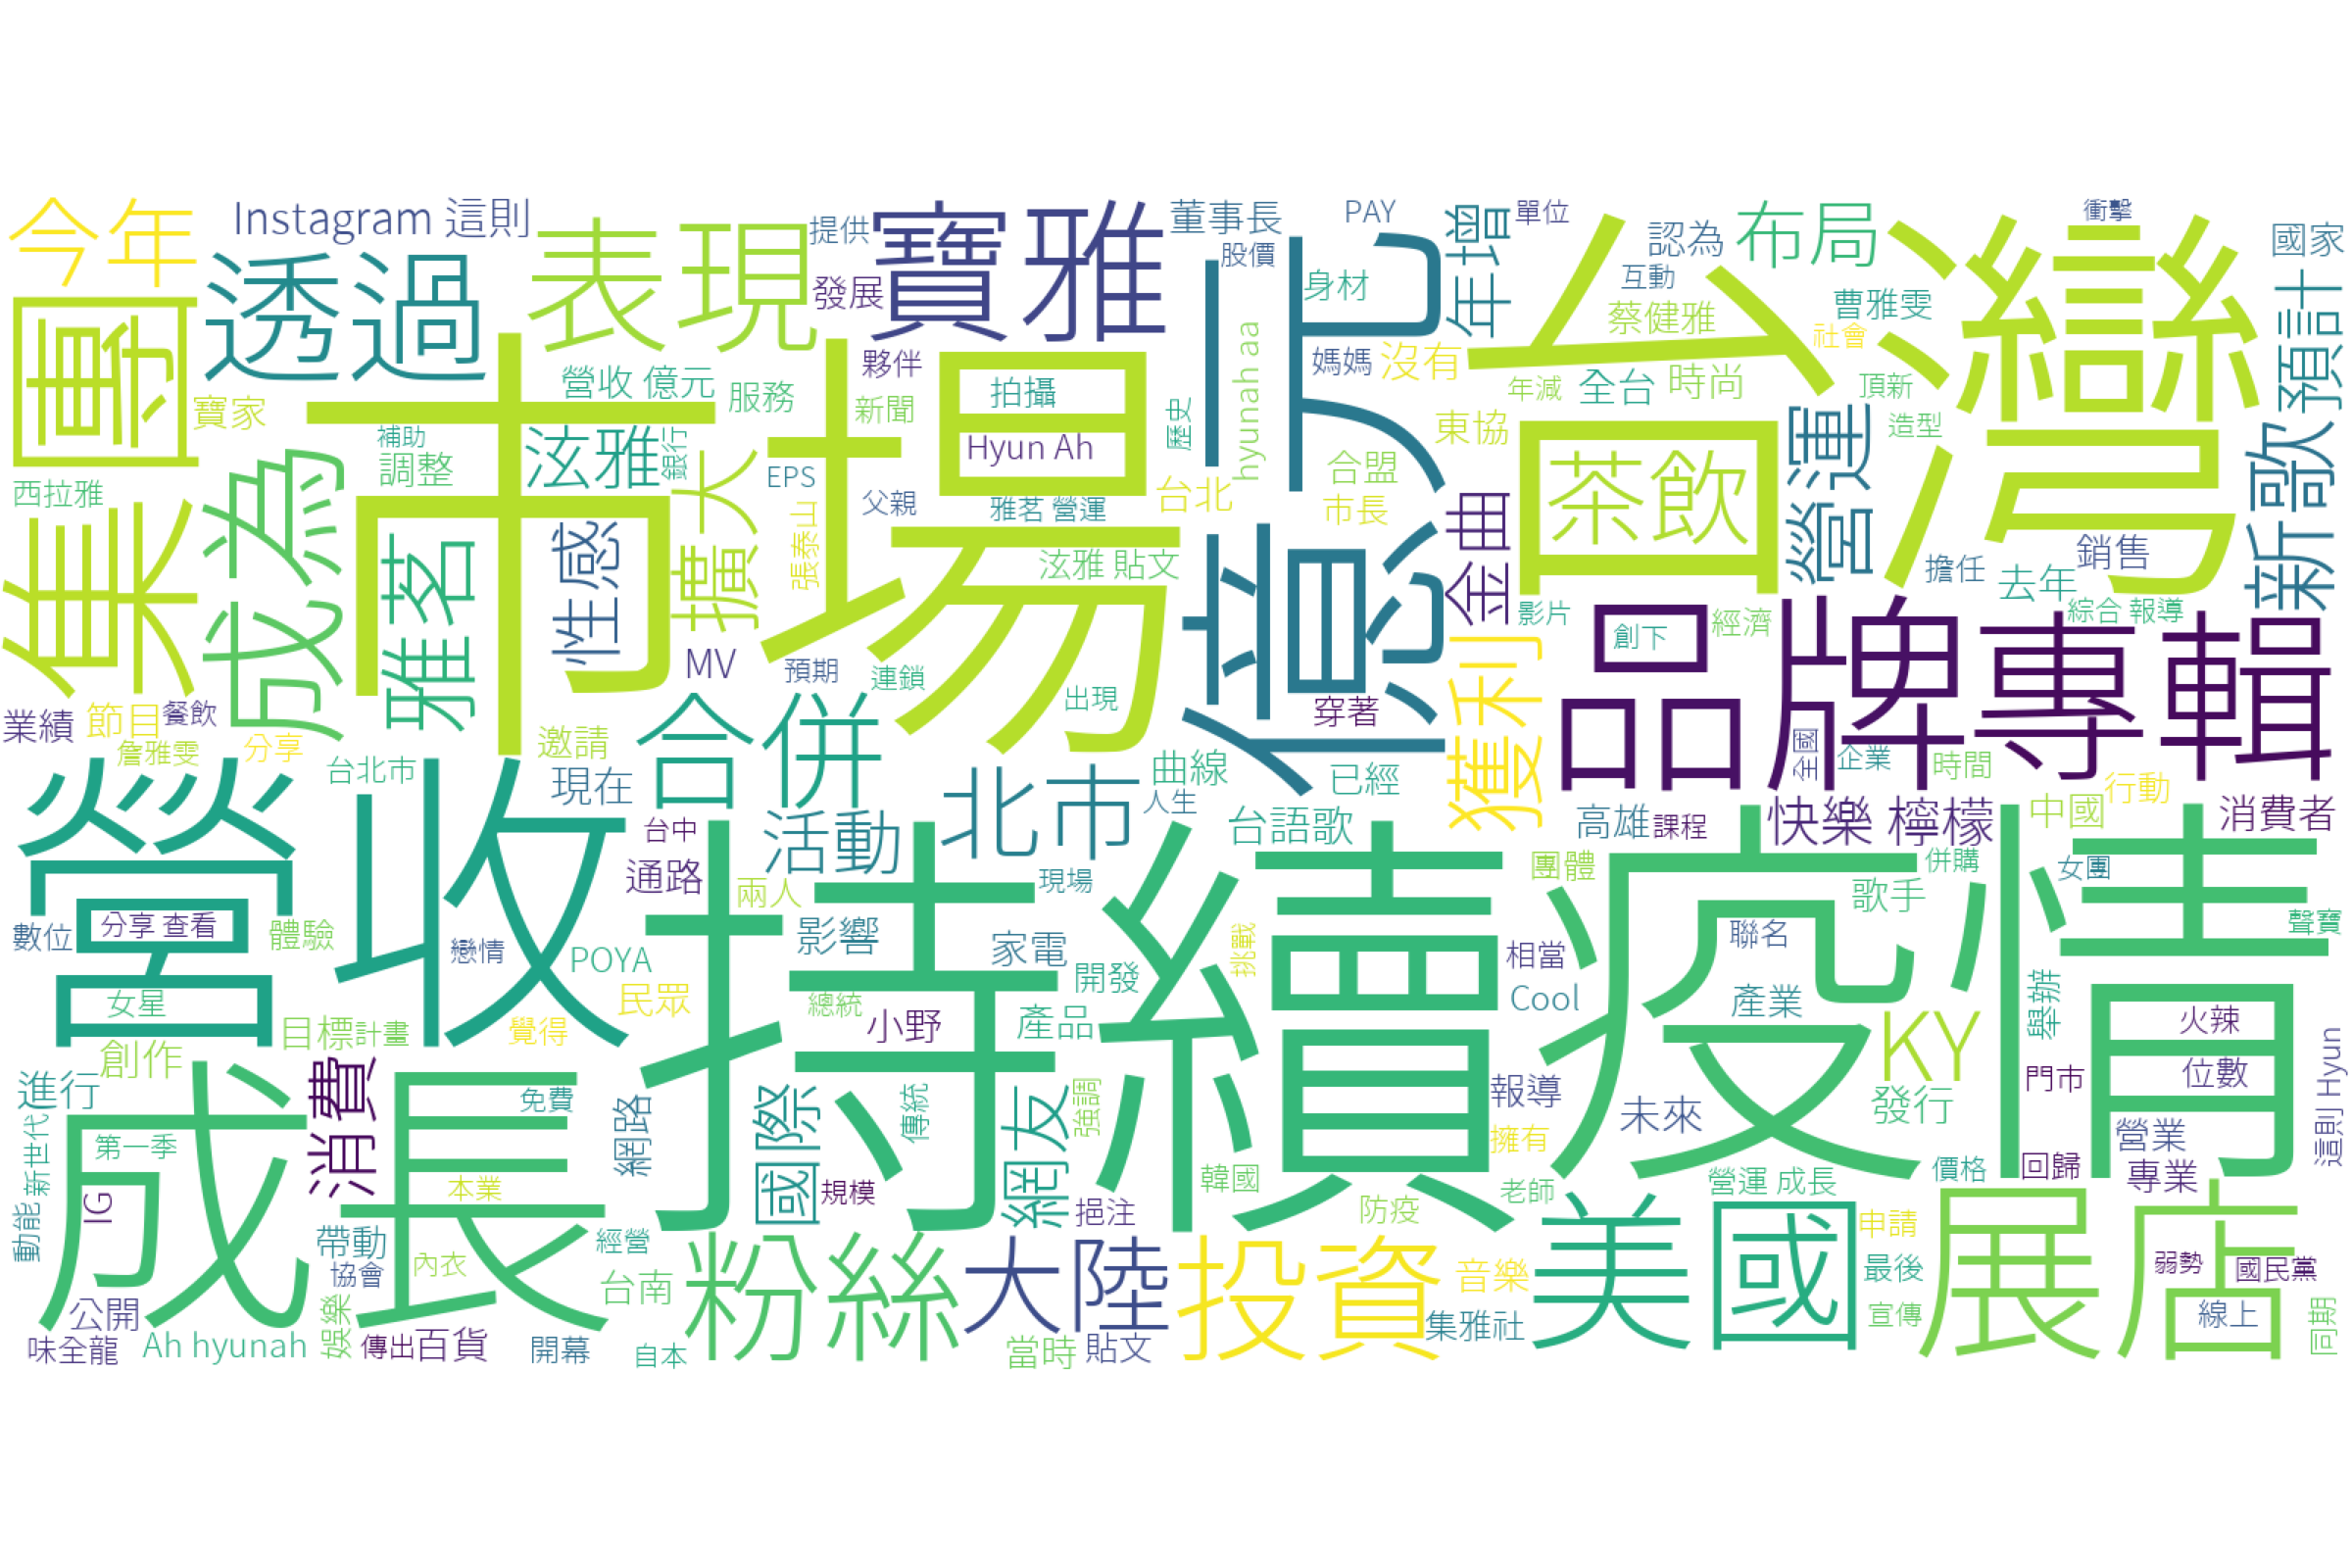 今年
Instagram 這則
表現
提供
寶雅
董事長
PAY
年增
單位
台灣
認為
布局
衝擊
國家
集團
透過
發展
股價
身材
互動
蔡健雅
曹雅雯
社會
預計
寶家
市場
營收 億元
服務
夥伴
新聞
拍攝
歷史
hyunah aa
億元
媽媽
沒有
年減
全台
時尚
頂新
造型
補助
調整
泫雅
銀行
Hyun Ah
東協
茶飲
營運
新歌
西拉雅
成為
雅茗
性感
擴大
EPS
張泰山
父親
雅茗 營運
台北
合盟
市長
金曲
擔任
銷售
去年
綜合 報導
泫雅 貼文
影片
創下
經濟
品牌
專輯
業績
節目
餐飲
詹雅雯
分享
MV
預期
連鎖
出現
穿著
獲利
邀請
合併
台北市
現在
曲線
已經
全國
企業
時間
行動
營收
持續
台中
活動
北市
人生
台語歌
疫情
高雄
課程
快樂 檸檬
中國
消費者
通路
兩人
現場
團體
歌手
併購
女團
數位
分享 查看
體驗
戀情
POYA
影響
家電
開發
挑戰
相當
聯名
聲寶
女星
民眾
總統
小野
產品
Cool
產業
KY
舉辦
火辣
目標
計畫
覺得
創作
進行
成長
消費
免費
網路
國際
傳統
網友
強調
報導
未來
發行
門市
位數
這則 Hyun
新世代
第一季
IG
本業
規模
挹注
韓國
擁有
老師
營運 成長
價格
回歸
營業
專業
動能
帶動
協會
內衣
經營
台南
粉絲
大陸
防疫
投資
音樂
美國
申請
最後
展店
弱勢
國民黨
公開
味全龍
Ah hyunah
娛樂
傳出
百貨
開幕
自本
當時
貼文
集雅社
宣傳
線上
同期